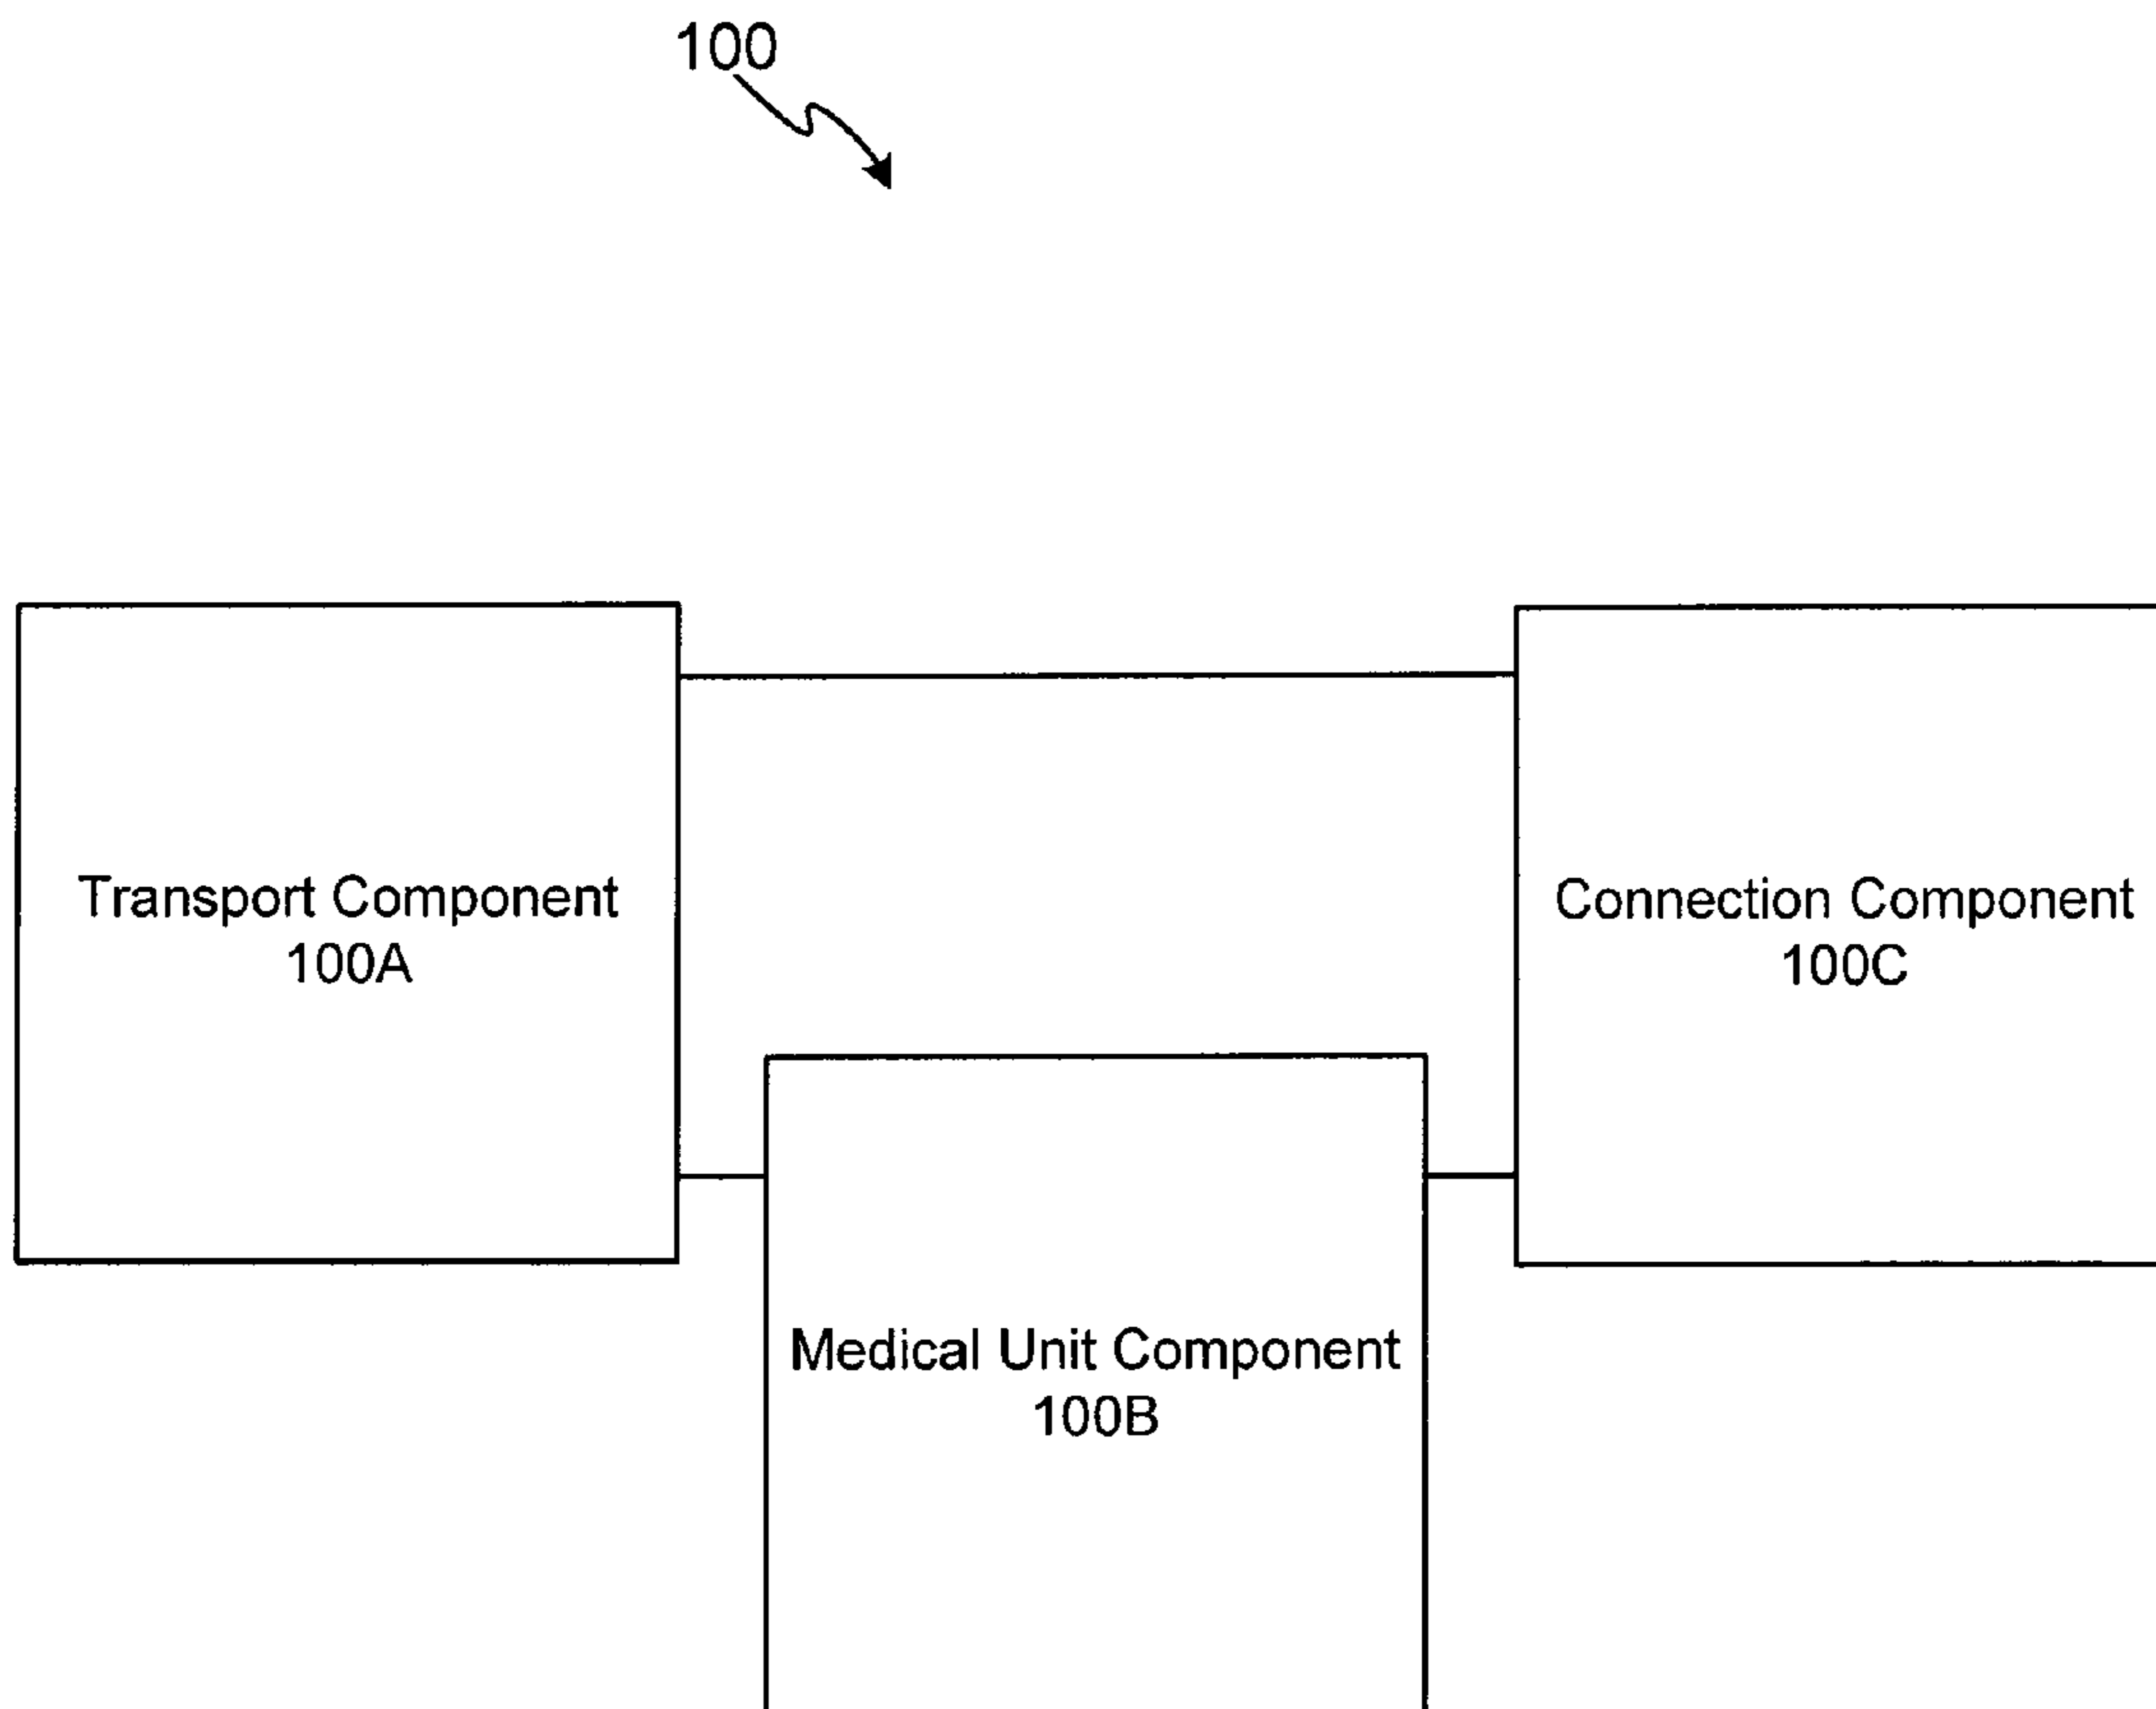 100
Transport Component
100A
Connection Component
100C
Medical Unit Component
100B